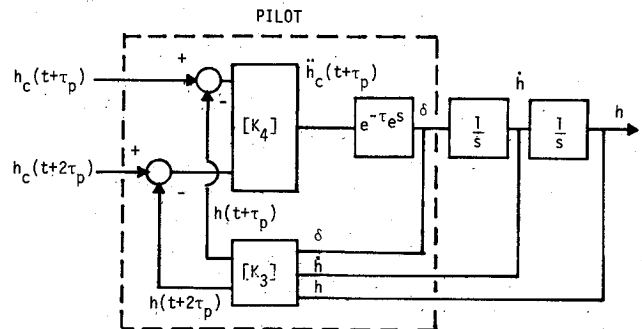 PILOT
h_c(t+τ_p)
+
-
ḧ_c(t+τ_p)
[K_4]
e^{-τ_e s}
δ
1/s
ḣ
1/s
h
h_c(t+2τ_p)
+
-
h(t+τ_p)
[K_3]
δ
ḣ
h
h(t+2τ_p)